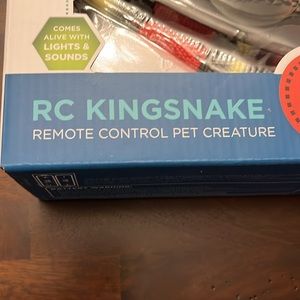 COMES
ALIVE WITH
LIGHTS &
SOUNDS
RC KINGSNAKE
REMOTE CONTROL PET CREATURE